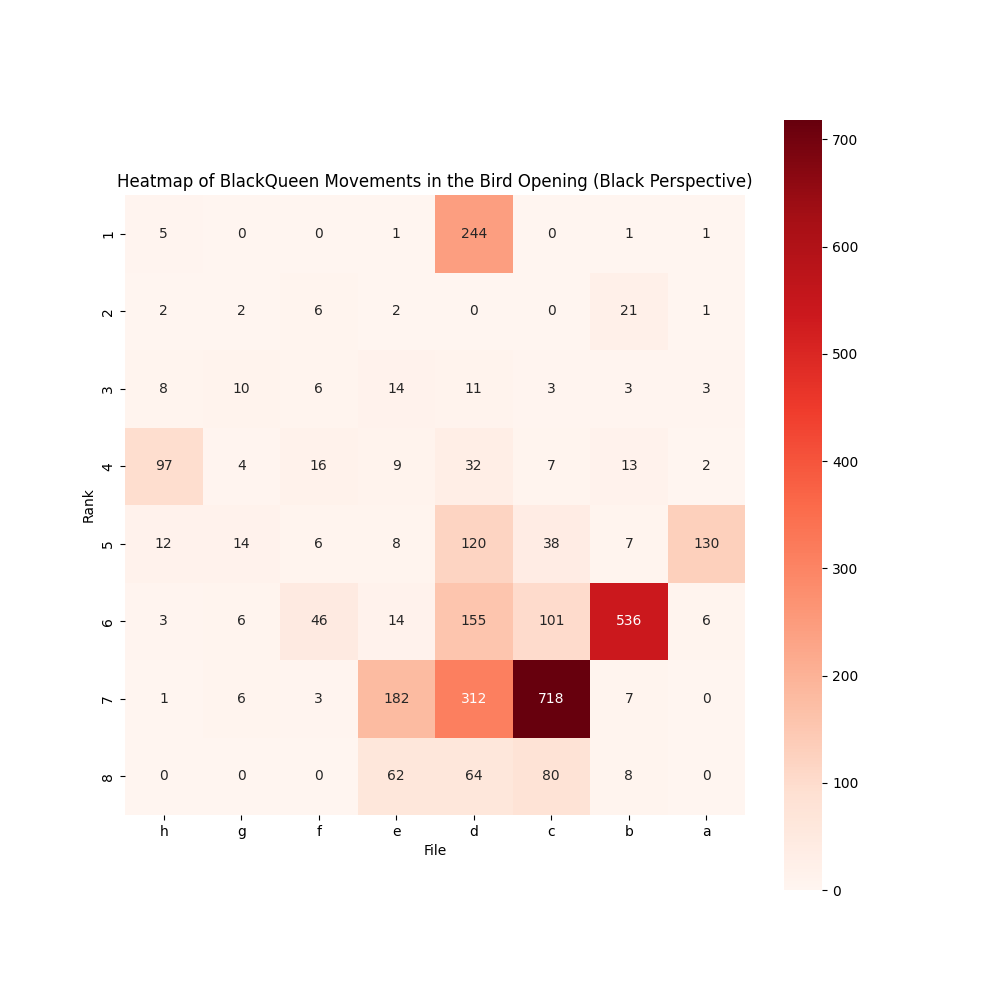 Heatmap of BlackQueen Movements in the Bird Opening (Black Perspective)
1 5 0 0 1 244 0 1 1
2 2 2 6 2 0 0 21 1
3 8 10 6 14 11 3 3 3
4 97 4 16 9 32 7 13 2
5 12 14 6 8 120 38 7 130
6 3 6 46 14 155 101 536 6
7 1 6 3 182 312 718 7 0
8 0 0 0 62 64 80 8 0
h g f e d c b a
File
Rank
700
600
500
400
300
200
100
0